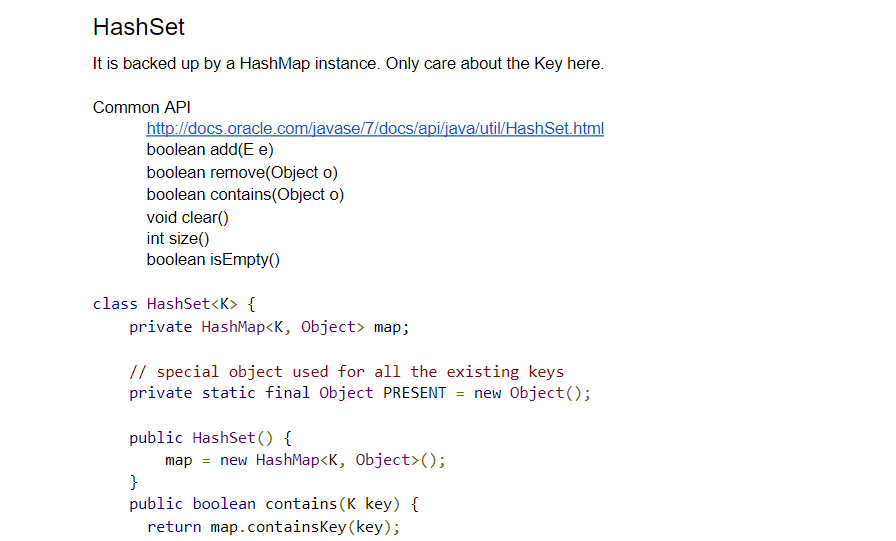 HashSet
It is backed up by a HashMap instance. Only care about the Key here.
Common API
http://docs.oracle.com/javase/7/docs/api/java/util/HashSet.html
boolean add(E e)
boolean remove(Object o)
boolean contains(Object o)
void clear()
int size()
boolean isEmpty()
class HashSet<K> {
    private HashMap<K, Object> map;
    // special object used for all the existing keys
    private static final Object PRESENT = new Object();
    public HashSet() {
        map = new HashMap<K, Object>();
    }
    public boolean contains(K key) {
      return map.containsKey(key);